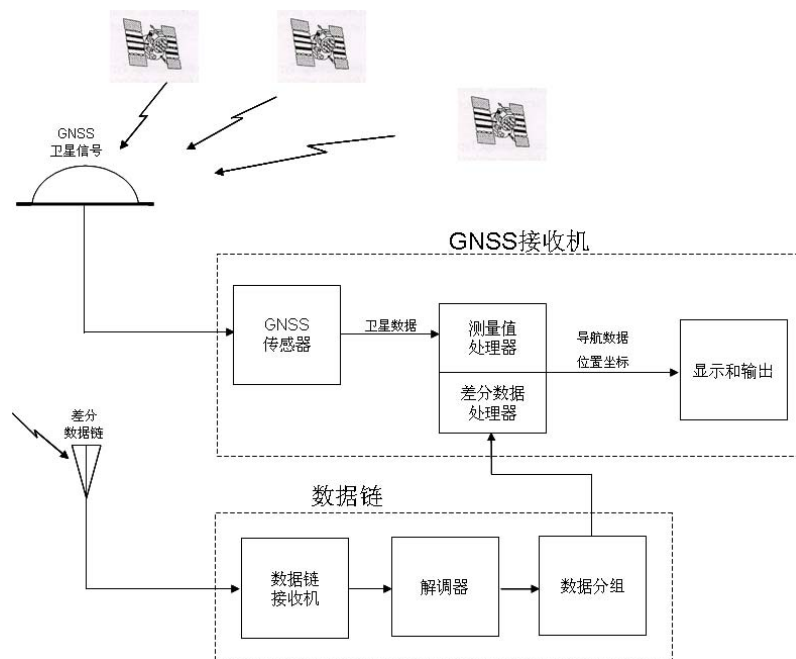 GNSS
卫星信号
GNSS接收机
GNSS
传感器
卫星数据
测量值
处理器
导航数据
位置坐标
显示和输出
差分数据
处理器
差分
数据链
数据链
数据链
接收机
解调器
数据分组